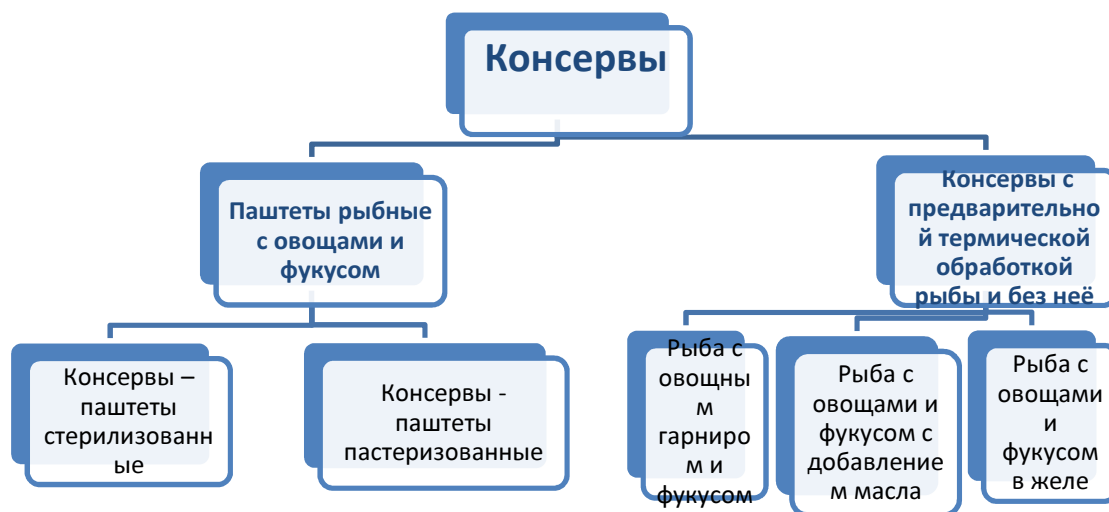 Консервы
Паштеты рыбные
с овощами и
фукусом
Консервы с
предварительно
й термической
обработкой
рыбы и без неё
Консервы –
паштеты
стерилизованн
ые
Консервы -
паштеты
пастеризованные
Рыба с
овощны
м
гарниро
м и
фукусом
Рыба с
овощами и
фукусом с
добавление
м масла
Рыба с
овощами
и
фукусом
в желе